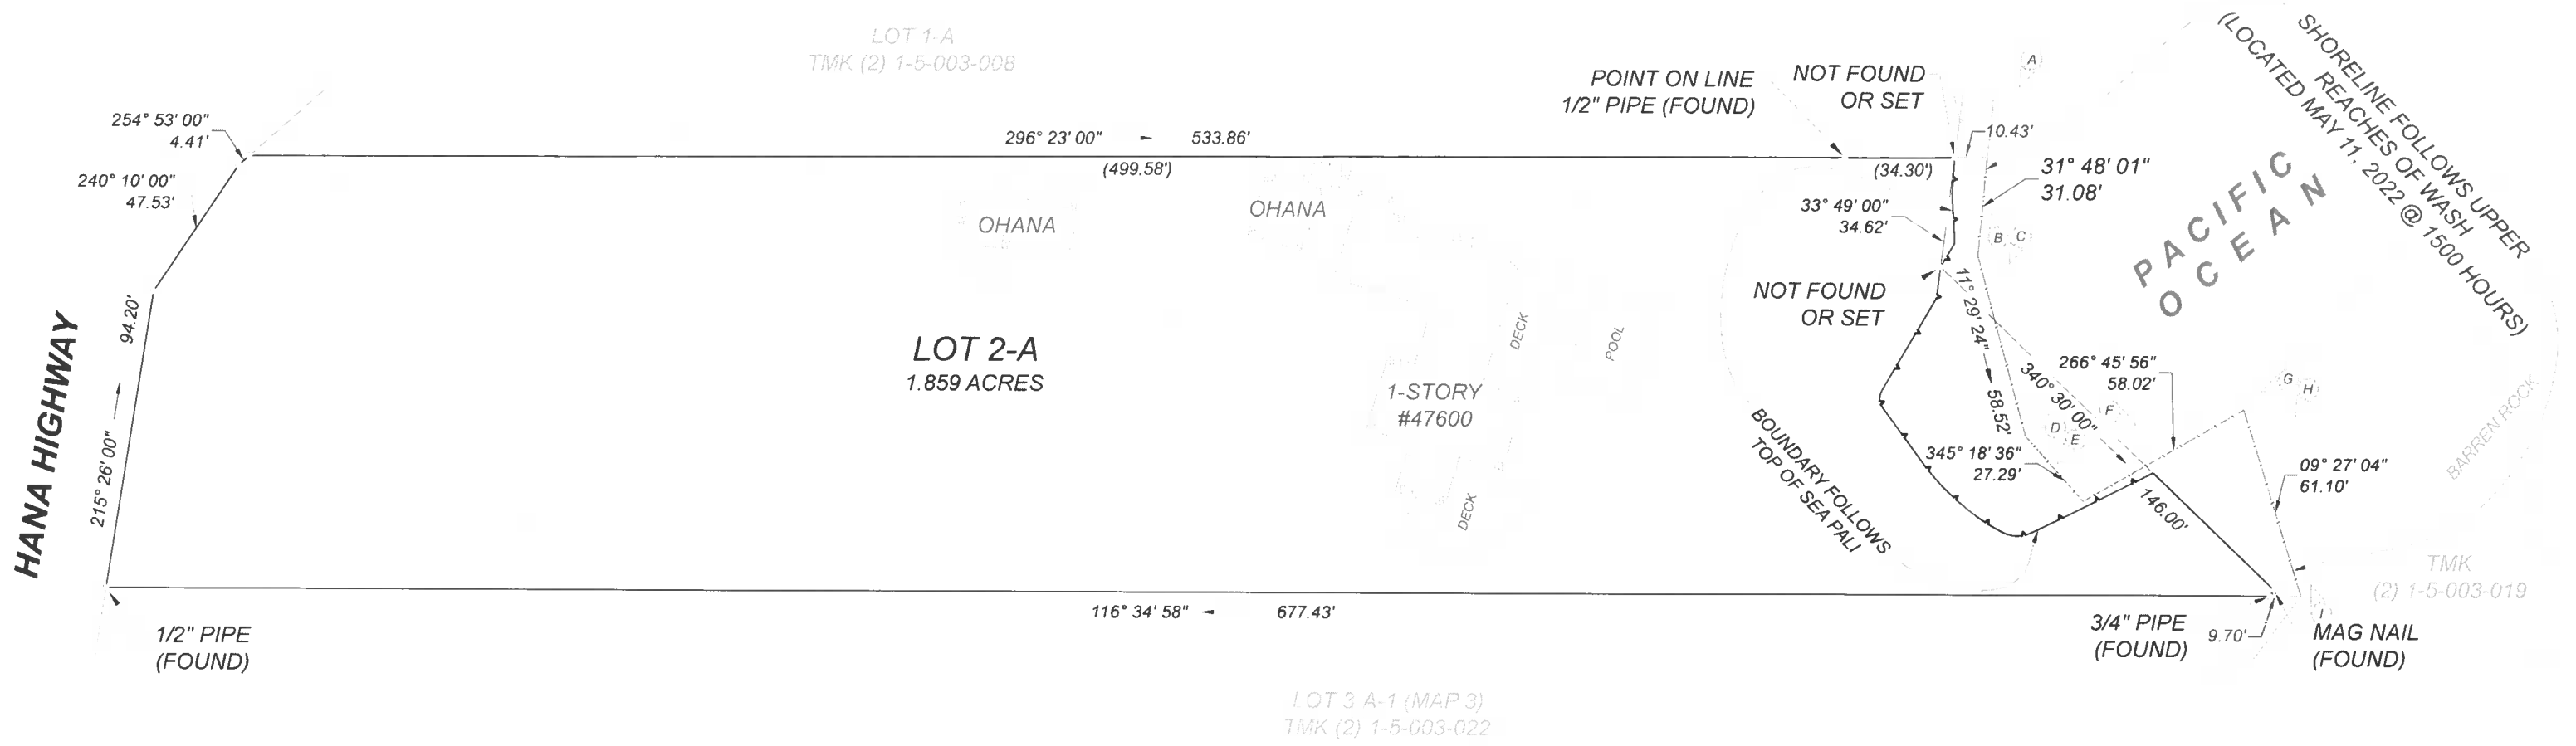 LOT 1-A
TMK (2) 1-5-003-008
254° 53' 00"
4.41'
240° 10' 00"
47.53'
296° 23' 00"
533.86'
(499.58')
POINT ON LINE
1/2" PIPE (FOUND)
NOT FOUND
OR SET
A
10.43'
(34.30')
31° 48' 01"
31.08'
33° 49' 00"
34.62'
B
C
SHORELINE FOLLOWS UPPER
REACHES OF WASH
(LOCATED MAY 11, 2022 @ 1500 HOURS)
PACIFIC
OCEAN
OHANA
OHANA
HANA HIGHWAY
94.20'
215° 26' 00"
LOT 2-A
1.859 ACRES
DECK
POOL
1-STORY
#47600
DECK
NOT FOUND
OR SET
11° 29' 24"
58.52'
340° 30' 00"
146.00'
266° 45' 56"
58.02'
D
E
F
G
H
345° 18' 36"
27.29'
BOUNDARY FOLLOWS
TOP OF SEA PALI
09° 27' 04"
61.10'
BARREN ROCK
TMK
(2) 1-5-003-019
116° 34' 58"
677.43'
1/2" PIPE
(FOUND)
3/4" PIPE
(FOUND)
9.70'
I
MAG NAIL
(FOUND)
LOT 3 A-1 (MAP 3)
TMK (2) 1-5-003-022